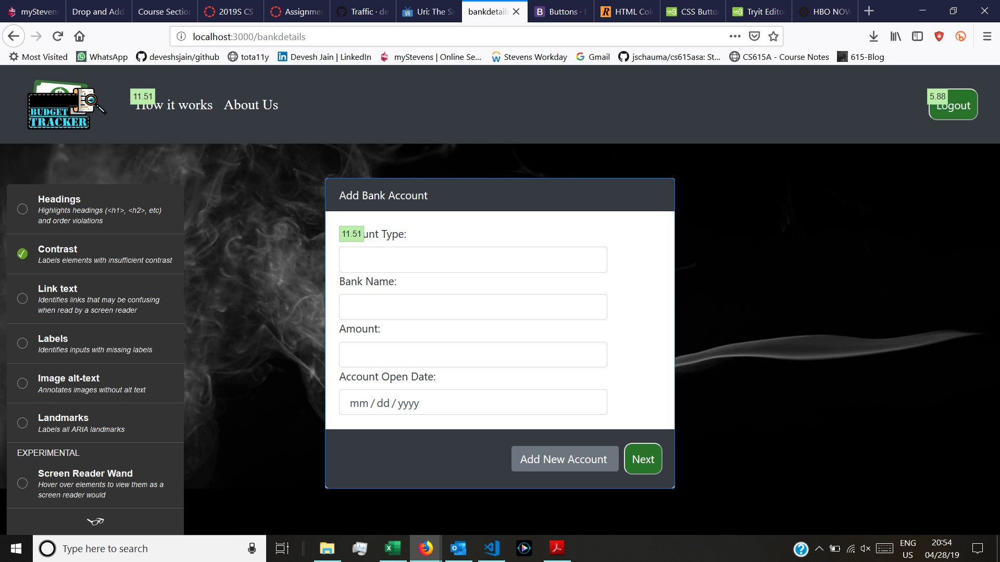 mySteven Drop and Add Course Section 2019S CS Assignmen Traffic · de Uri: The Su bankdetails Buttons · B HTML Col CSS Butto Tryit Edito HBO NOW
localhost:3000/bankdetails
Most Visited WhatsApp deveshsjain/github tota11y Devesh Jain | LinkedIn myStevens | Online Se... Stevens Workday Gmail jschauma/cs615asa: St... CS615A - Course Notes 615-Blog
BUDGET
TRACKER
11.51
How it works About Us
5.88
Logout
Headings
Highlights headings (<h1>, <h2>, etc)
and order violations
Contrast
Labels elements with insufficient contrast
Link text
Identifies links that may be confusing
when read by a screen reader
Labels
Identifies inputs with missing labels
Image alt-text
Annotates images without alt text
Landmarks
Labels all ARIA landmarks
EXPERIMENTAL
Screen Reader Wand
Hover over elements to view them as a
screen reader would
Add Bank Account
11.51unt Type:
Bank Name:
Amount:
Account Open Date:
mm / dd / yyyy
Add New Account Next
Type here to search
ENG
US
20:54
04/28/19